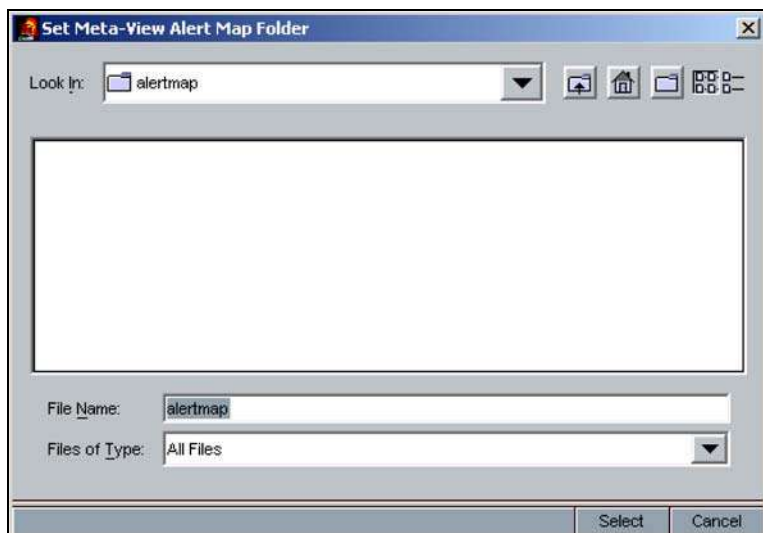 Set Meta-View Alert Map Folder
Look In: alertmap
File Name: alertmap
Files of Type: All Files
Select Cancel